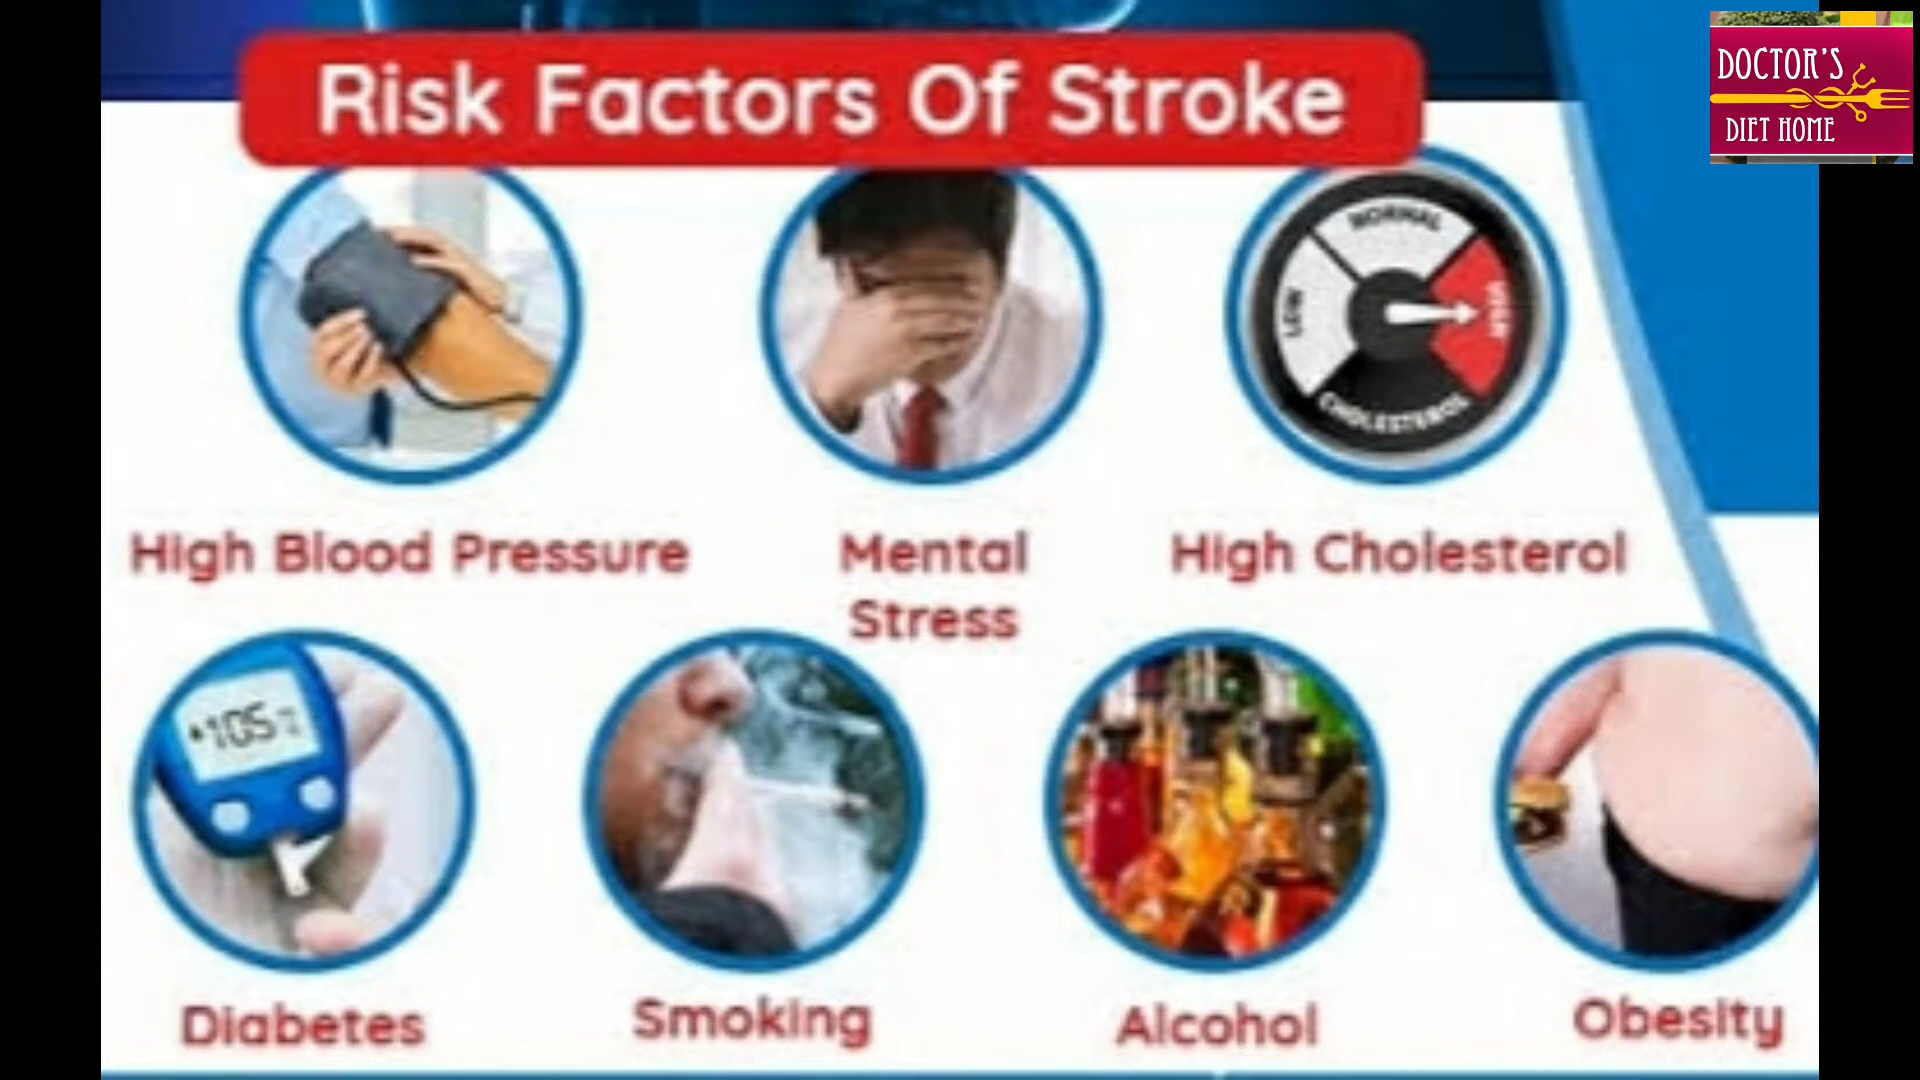 Risk Factors Of Stroke
DOCTOR'S
DIET HOME
NORMAL
LOW
HIGH
CHOLESTEROL
High Blood Pressure
Mental
Stress
High Cholesterol
105
Diabetes
Smoking
Alcohol
Obesity